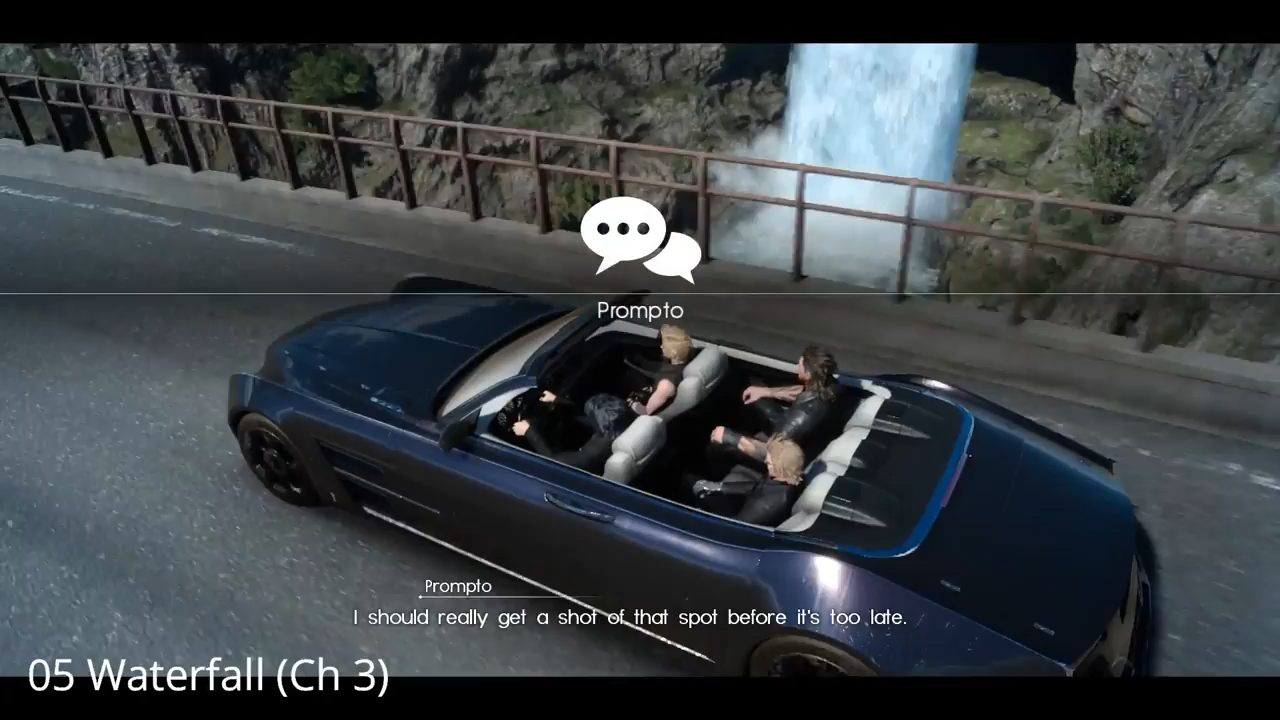 Prompto
Prompto
I should really get a shot of that spot before it's too late.
05 Waterfall (Ch 3)